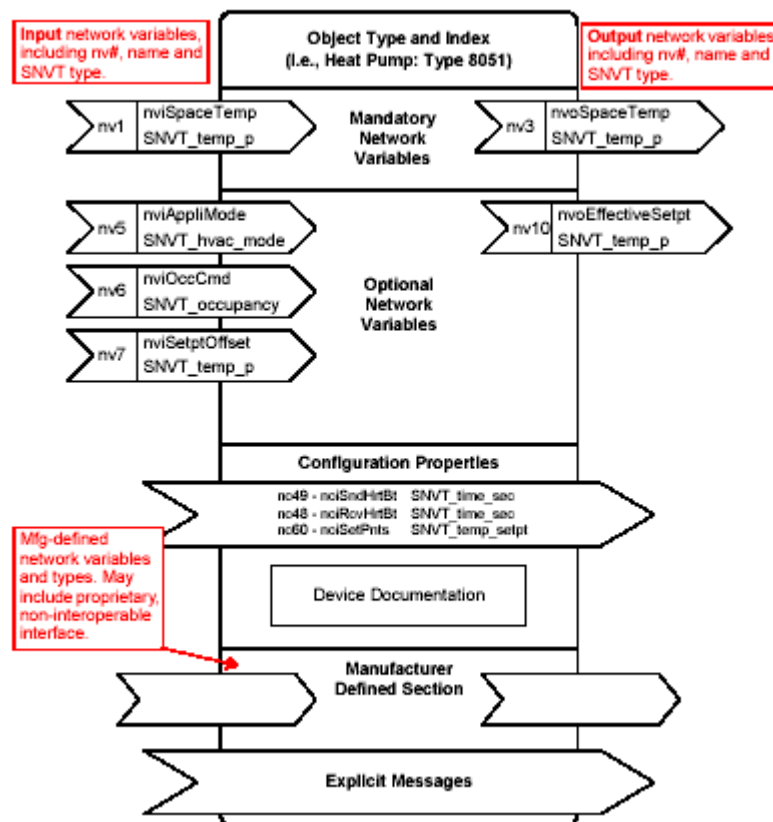 Input network variables,
including nv#, name and
SNVT type.
Object Type and Index
(I.e., Heat Pump: Type 8051)
Output network variables
including nv#, name and
SNVT type.
nv1
nviSpaceTemp
SNVT_temp_p
Mandatory
Network
Variables
nv3
nvoSpaceTemp
SNVT_temp_p
nv5
nviAppliMode
SNVT_hvac_mode
nv10
nvoEffectiveSetpt
SNVT_temp_p
nv6
nviOccCmd
SNVT_occupancy
Optional
Network
Variables
nv7
nviSetptOffset
SNVT_temp_p
Configuration Properties
nc49 - nciSndHrtBt SNVT_time_sec
nc48 - nciRcvHrtBt SNVT_time_sec
nc60 - nciSetPnts SNVT_temp_setpt
Mfg-defined
network variables
and types. May
include proprietary,
non-interoperable
interface.
Device Documentation
Manufacturer
Defined Section
Explicit Messages